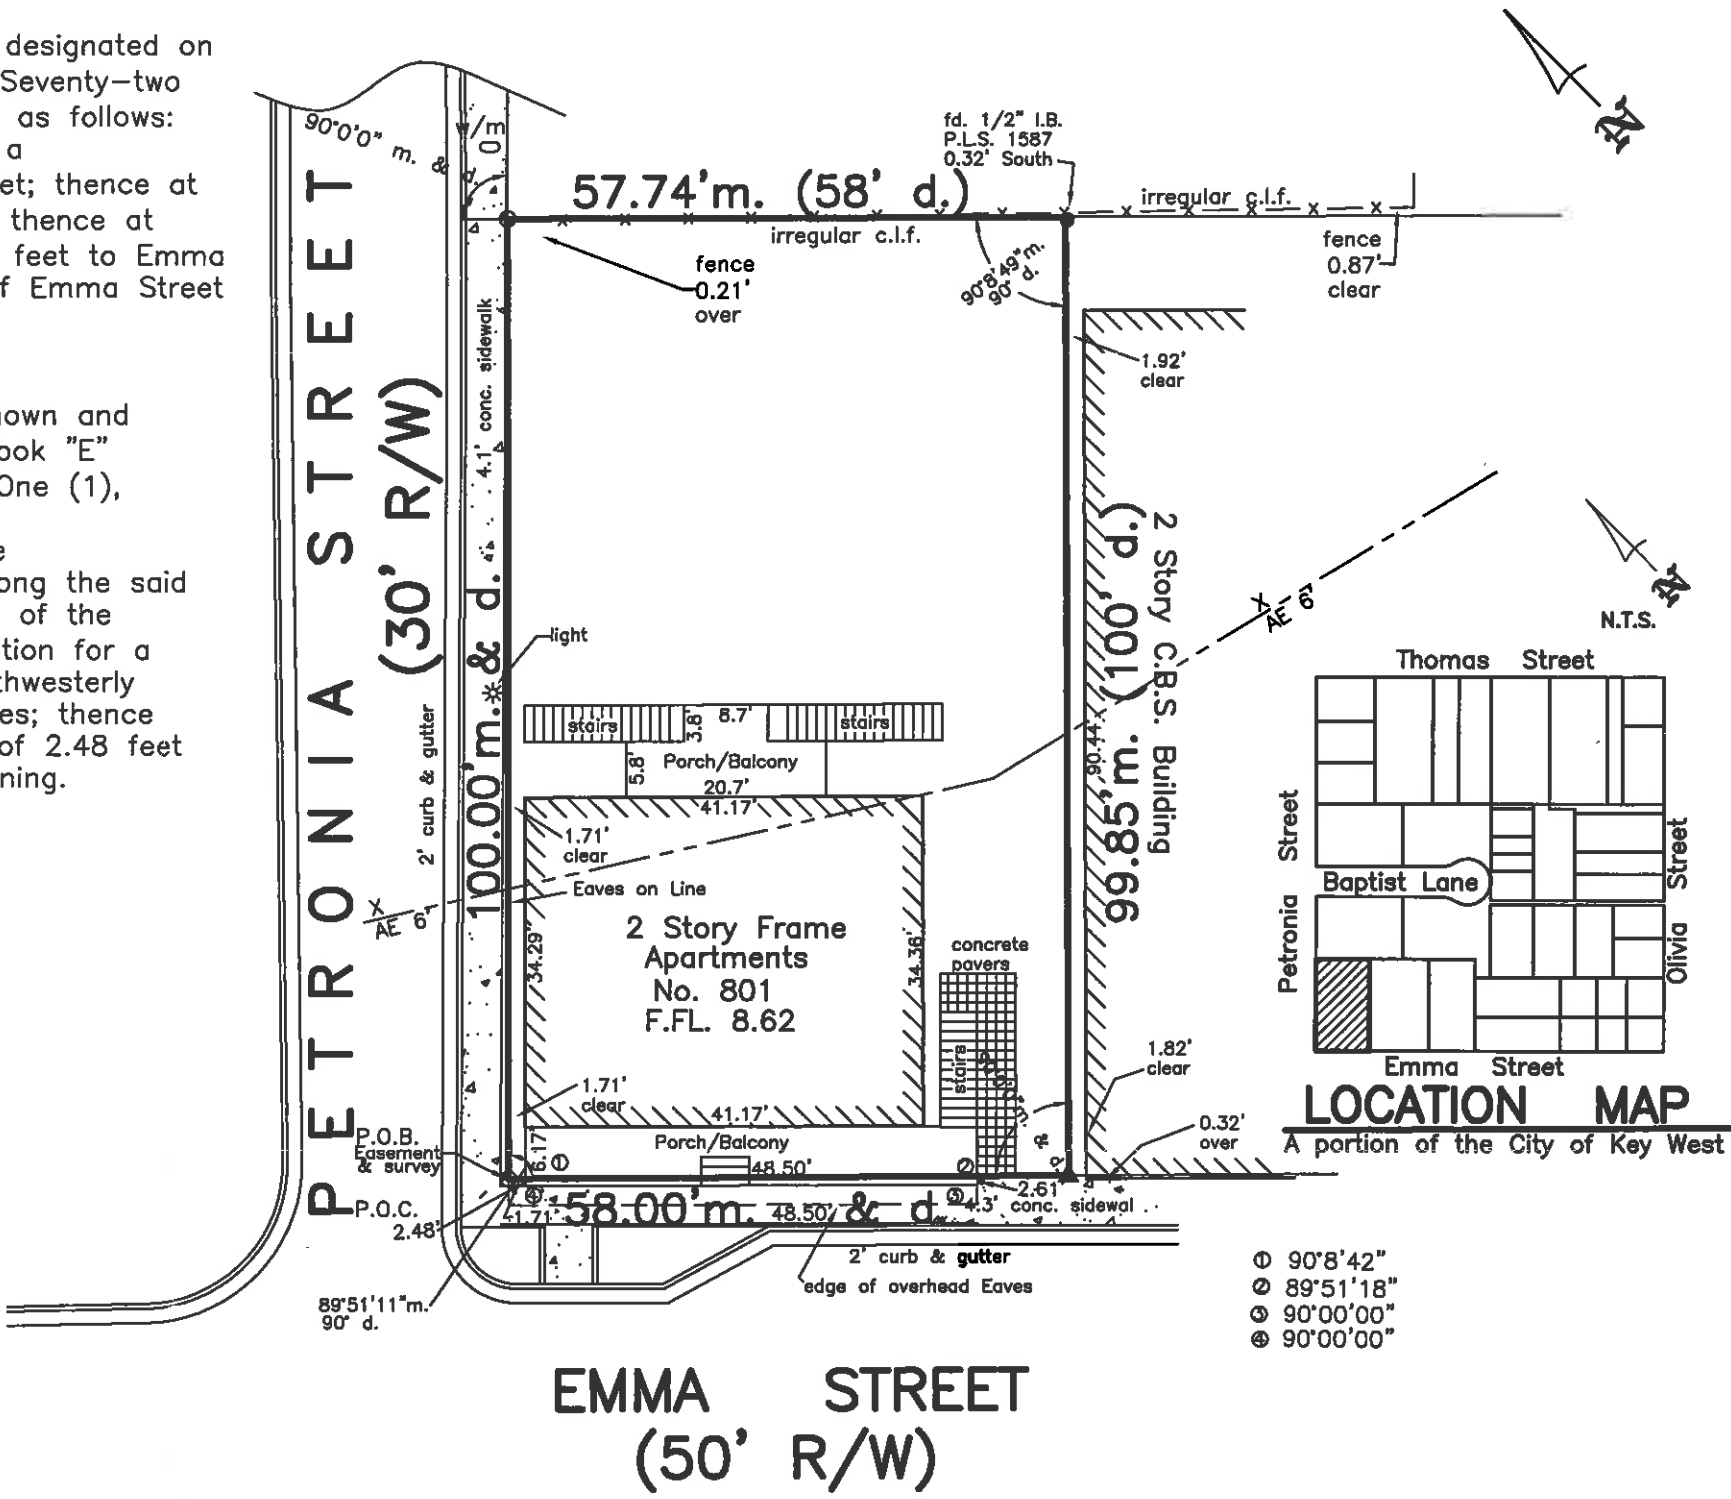 designated on
Seventy-two
as follows:
a
et; thence at
thence at
feet to Emma
f Emma Street
nown and
ook "E"
One (1),
e
ong the said
of the
tion for a
thwesterly
es; thence
of 2.48 feet
ning.
90°0'0" m. & d.
fd. 1/2" I.B.
P.L.S. 1587
0.32' South
57.74'm. (58' d.)
irregular c.l.f.
irregular c.l.f.
fence
0.21'
over
fence
0.87'
clear
90°8'49"m.
90° d.
1.92'
clear
PETRONIA STREET
(30' R/W)
4.1' conc. sidewalk
100.00'm. & d.
2' curb & gutter
light
99.85'm. (100' d.)
90.44'
2 Story C.B.S. Building
X
AE 6'
X
AE 6'
stairs
3.8'
8.7'
stairs
5.8'
Porch/Balcony
20.7'
41.17'
1.71'
clear
Eaves on Line
2 Story Frame
Apartments
No. 801
F.FL. 8.62
34.29'
34.36'
concrete
pavers
stairs
1.71'
clear
41.17'
Porch/Balcony
6.17'
48.50'
1.82'
clear
0.32'
over
P.O.B.
Easement
& survey
P.O.C.
2.48'
①
②
③
④
1.71'
58.00'm. & d.
48.50'
2.61'
4.3' conc. sidewal
2' curb & gutter
edge of overhead Eaves
89°51'11"m.
90° d.
① 90°8'42"
② 89°51'18"
③ 90°00'00"
④ 90°00'00"
EMMA STREET
(50' R/W)
N
N
N.T.S.
Thomas Street
Petronia Street
Baptist Lane
Olivia Street
Emma Street
LOCATION MAP
A portion of the City of Key West